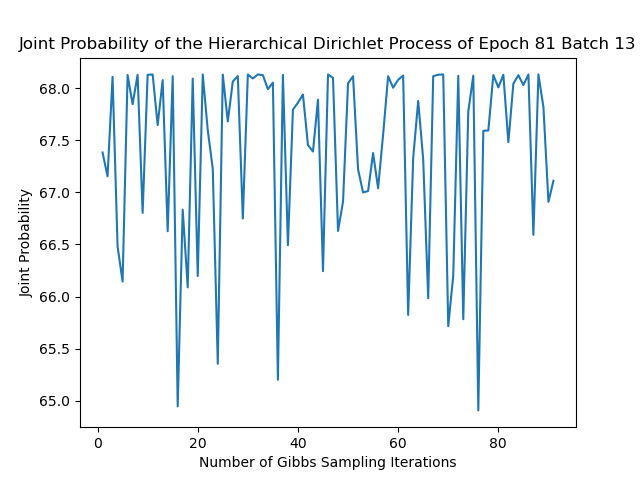 Joint Probability of the Hierarchical Dirichlet Process of Epoch 81 Batch 13
68.0
67.5
67.0
66.5
66.0
65.5
65.0
Joint Probability
0 20 40 60 80
Number of Gibbs Sampling Iterations